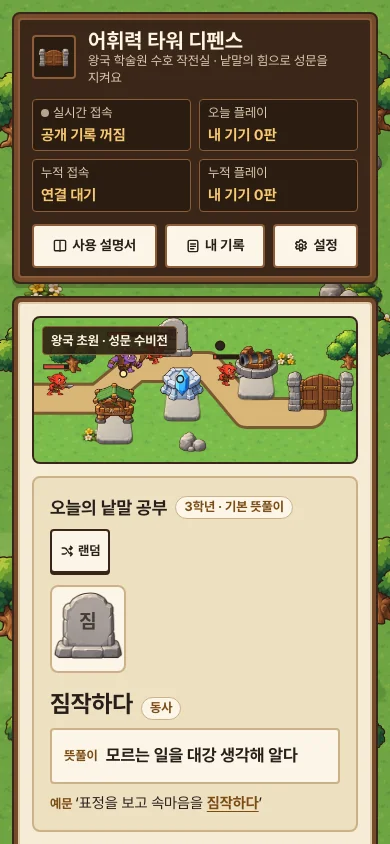 어휘력 타워 디펜스
왕국 학술원 수호 작전실 · 낱말의 힘으로 성문을
지켜요
실시간 접속
공개 기록 꺼짐
오늘 플레이
내 기기 0판
누적 접속
연결 대기
누적 플레이
내 기기 0판
사용 설명서
내 기록
설정
왕국 초원 · 성문 수비전
오늘의 낱말 공부
3학년 · 기본 뜻풀이
랜덤
짐
짐작하다
동사
뜻풀이 모르는 일을 대강 생각해 알다
예문 ‘표정을 보고 속마음을 짐작하다’